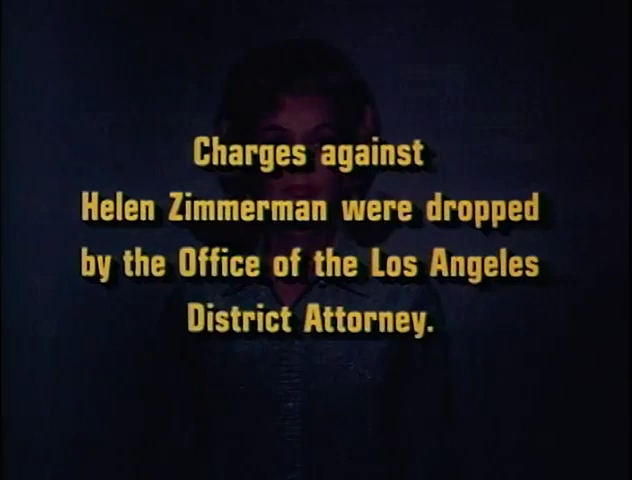 Charges against
Helen Zimmerman were dropped
by the Office of the Los Angeles
District Attorney.